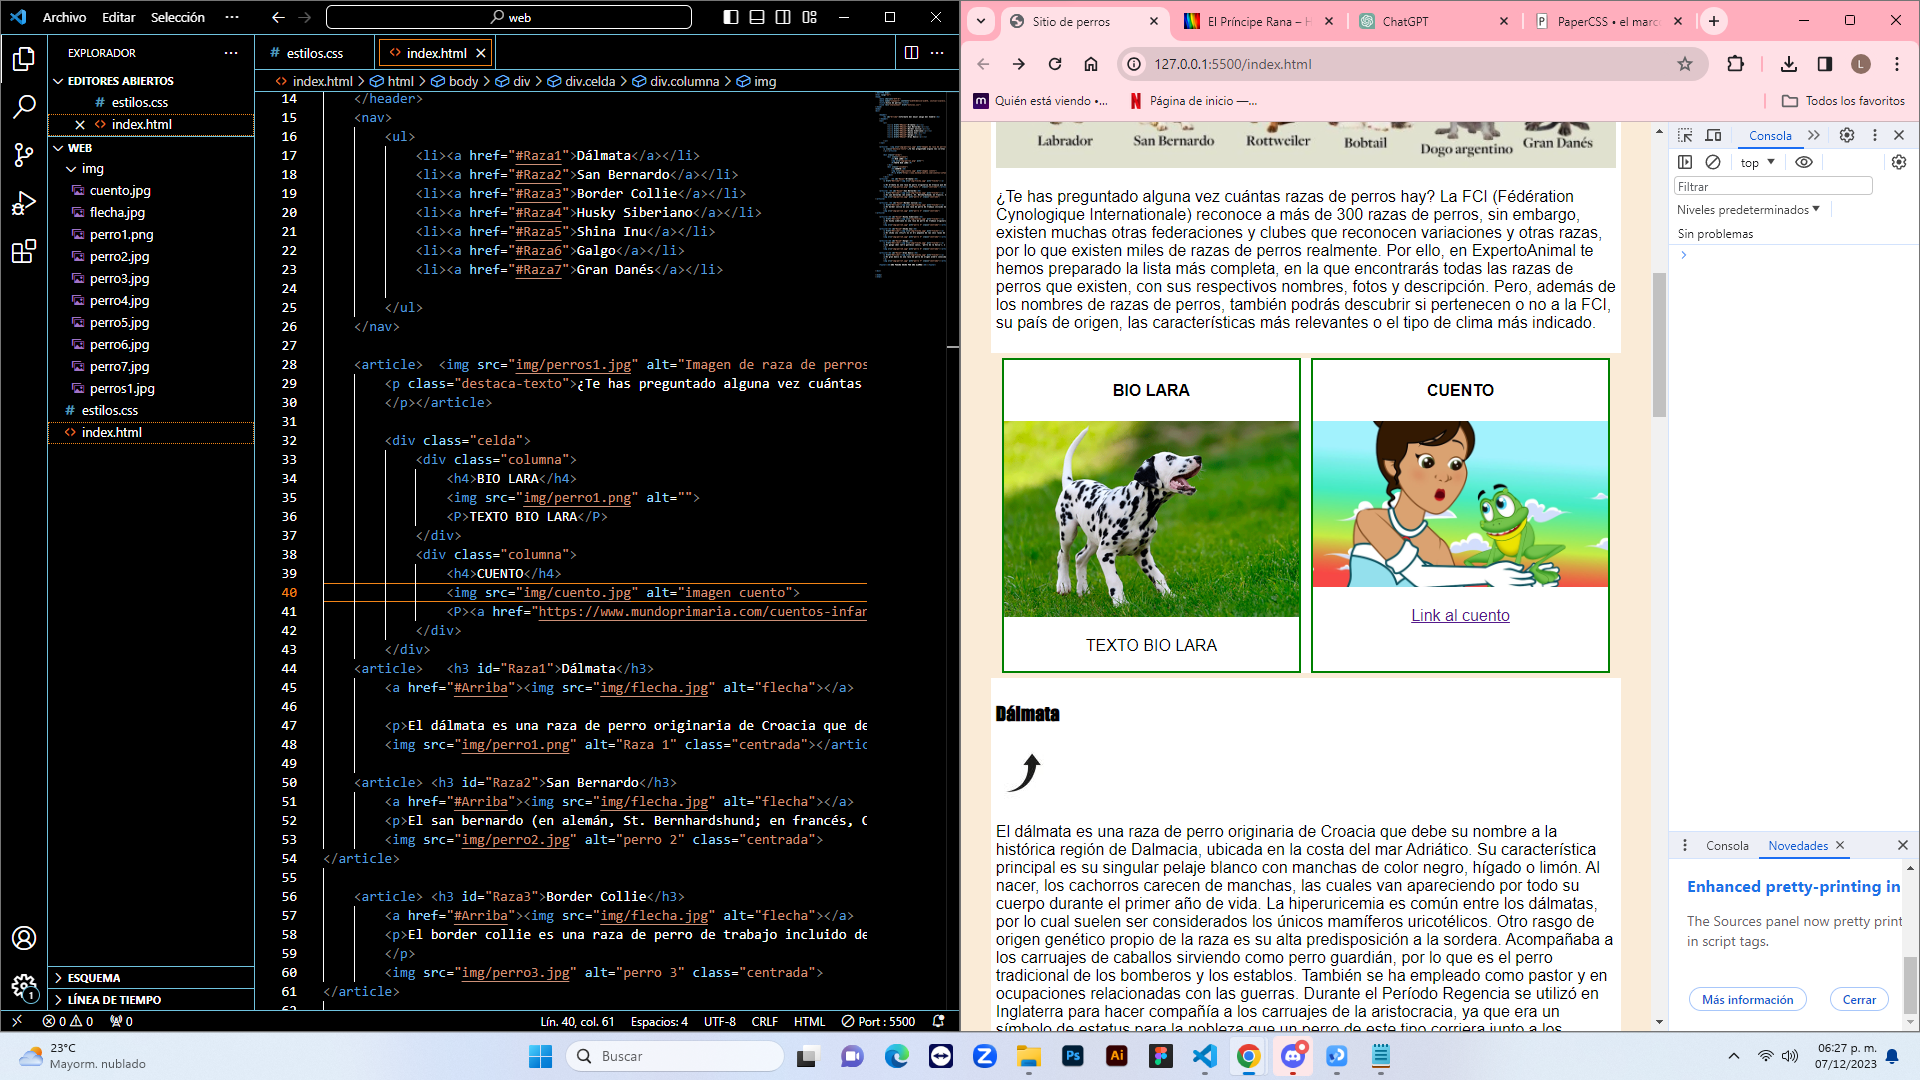 Archivo Editar Selección ···
web
EXPLORADOR ···
EDITORES ABIERTOS
# estilos.css
× <> index.html
WEB
img
cuento.jpg
flecha.jpg
perro1.png
perro2.jpg
perro3.jpg
perro4.jpg
perro5.jpg
perro6.jpg
perro7.jpg
perros1.jpg
# estilos.css
<> index.html
ESQUEMA
LÍNEA DE TIEMPO
1
# estilos.css
<> index.html ×
<> index.html > html > body > div > div.celda > div.columna > img
14 </header>
15 <nav>
16 <ul>
17 <li><a href="#Raza1">Dálmata</a></li>
18 <li><a href="#Raza2">San Bernardo</a></li>
19 <li><a href="#Raza3">Border Collie</a></li>
20 <li><a href="#Raza4">Husky Siberiano</a></li>
21 <li><a href="#Raza5">Shina Inu</a></li>
22 <li><a href="#Raza6">Galgo</a></li>
23 <li><a href="#Raza7">Gran Danés</a></li>
24
25 </ul>
26 </nav>
27
28 <article> <img src="img/perros1.jpg" alt="Imagen de raza de perros
29 <p class="destaca-texto">¿Te has preguntado alguna vez cuántas
30 </p></article>
31
32 <div class="celda">
33 <div class="columna">
34 <h4>BIO LARA</h4>
35 <img src="img/perro1.png" alt="">
36 <P>TEXTO BIO LARA</P>
37 </div>
38 <div class="columna">
39 <h4>CUENTO</h4>
40 <img src="img/cuento.jpg" alt="imagen cuento">
41 <P><a href="https://www.mundoprimaria.com/cuentos-infan
42 </div>
43 </div>
44 <article> <h3 id="Raza1">Dálmata</h3>
45 <a href="#Arriba"><img src="img/flecha.jpg" alt="flecha"></a>
46
47 <p>El dálmata es una raza de perro originaria de Croacia que de
48 <img src="img/perro1.png" alt="Raza 1" class="centrada"></artic
49
50 <article> <h3 id="Raza2">San Bernardo</h3>
51 <a href="#Arriba"><img src="img/flecha.jpg" alt="flecha"></a>
52 <p>El san bernardo (en alemán, St. Bernhardshund; en francés, C
53 <img src="img/perro2.jpg" alt="perro 2" class="centrada">
54 </article>
55
56 <article> <h3 id="Raza3">Border Collie</h3>
57 <a href="#Arriba"><img src="img/flecha.jpg" alt="flecha"></a>
58 <p>El border collie es una raza de perro de trabajo incluido de
59 </p>
60 <img src="img/perro3.jpg" alt="perro 3" class="centrada">
61 </article>
0 0 0
Lín. 40, col. 61 Espacios: 4 UTF-8 CRLF HTML Port : 5500
Sitio de perros ×
El Príncipe Rana – H ×
ChatGPT ×
PaperCSS • el marc ×
127.0.0.1:5500/index.html
L
Quién está viendo •...
Página de inicio —...
Todos los favoritos
Labrador San Bernardo Rottweiler Bobtail Dogo argentino Gran Danés
¿Te has preguntado alguna vez cuántas razas de perros hay? La FCI (Fédération
Cynologique Internationale) reconoce a más de 300 razas de perros, sin embargo,
existen muchas otras federaciones y clubes que reconocen variaciones y otras razas,
por lo que existen miles de razas de perros realmente. Por ello, en ExpertoAnimal te
hemos preparado la lista más completa, en la que encontrarás todas las razas de
perros que existen, con sus respectivos nombres, fotos y descripción. Pero, además de
los nombres de razas de perros, también podrás descubrir si pertenecen o no a la FCI,
su país de origen, las características más relevantes o el tipo de clima más indicado.
BIO LARA
TEXTO BIO LARA
CUENTO
Link al cuento
Dálmata
El dálmata es una raza de perro originaria de Croacia que debe su nombre a la
histórica región de Dalmacia, ubicada en la costa del mar Adriático. Su característica
principal es su singular pelaje blanco con manchas de color negro, hígado o limón. Al
nacer, los cachorros carecen de manchas, las cuales van apareciendo por todo su
cuerpo durante el primer año de vida. La hiperuricemia es común entre los dálmatas,
por lo cual suelen ser considerados los únicos mamíferos uricotélicos. Otro rasgo de
origen genético propio de la raza es su alta predisposición a la sordera. Acompañaba a
los carruajes de caballos sirviendo como perro guardián, por lo que es el perro
tradicional de los bomberos y los establos. También se ha empleado como pastor y en
ocupaciones relacionadas con las guerras. Durante el Período Regencia se utilizó en
Inglaterra para hacer compañía a los carruajes de la aristocracia, ya que era un
símbolo de estatus para la nobleza que un perro de este tipo corriera junto a los
Consola
top
Filtrar
Niveles predeterminados
Sin problemas
Consola Novedades ×
Enhanced pretty-printing in
The Sources panel now pretty print
in script tags.
Más información
Cerrar
23°C
Mayorm. nublado
Buscar
Ps
Ai
06:27 p. m.
07/12/2023